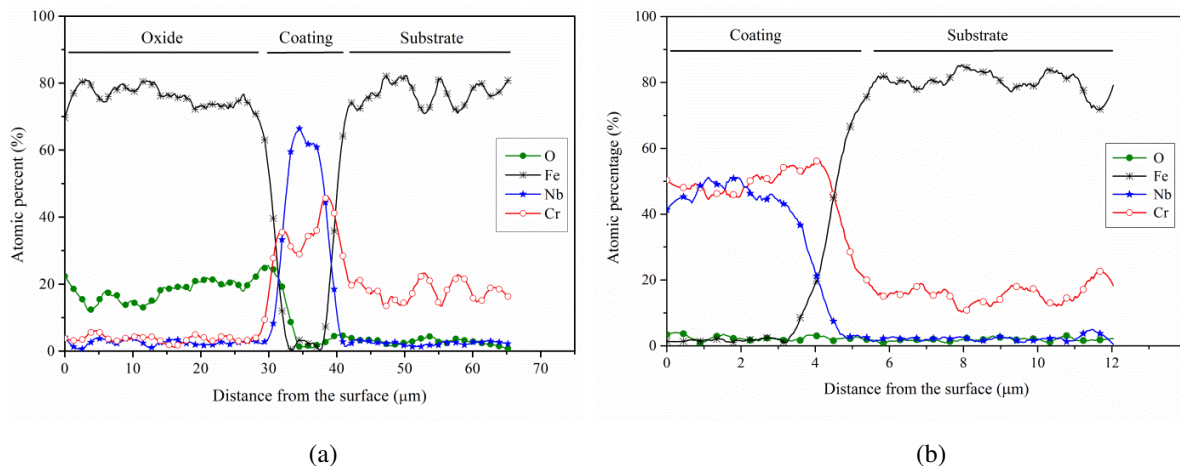 Oxide Coating Substrate
Atomic percent (%)
100
80
60
40
20
0
O
Fe
Nb
Cr
0 10 20 30 40 50 60 70
Distance from the surface (μm)
(a)
Coating Substrate
Atomic percentage (%)
100
80
60
40
20
0
O
Fe
Nb
Cr
0 2 4 6 8 10 12
Distance from the surface (μm)
(b)